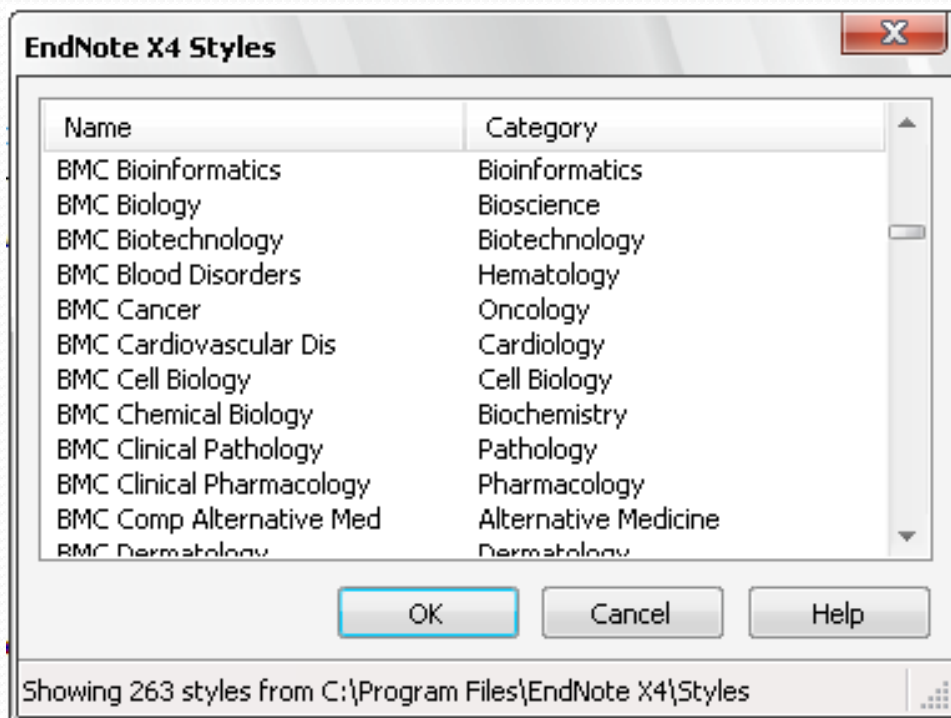 EndNote X4 Styles
Name Category
BMC Bioinformatics Bioinformatics
BMC Biology Bioscience
BMC Biotechnology Biotechnology
BMC Blood Disorders Hematology
BMC Cancer Oncology
BMC Cardiovascular Dis Cardiology
BMC Cell Biology Cell Biology
BMC Chemical Biology Biochemistry
BMC Clinical Pathology Pathology
BMC Clinical Pharmacology Pharmacology
BMC Comp Alternative Med Alternative Medicine
BMC Dermatology Dermatology
OK Cancel Help
Showing 263 styles from C:\Program Files\EndNote X4\Styles